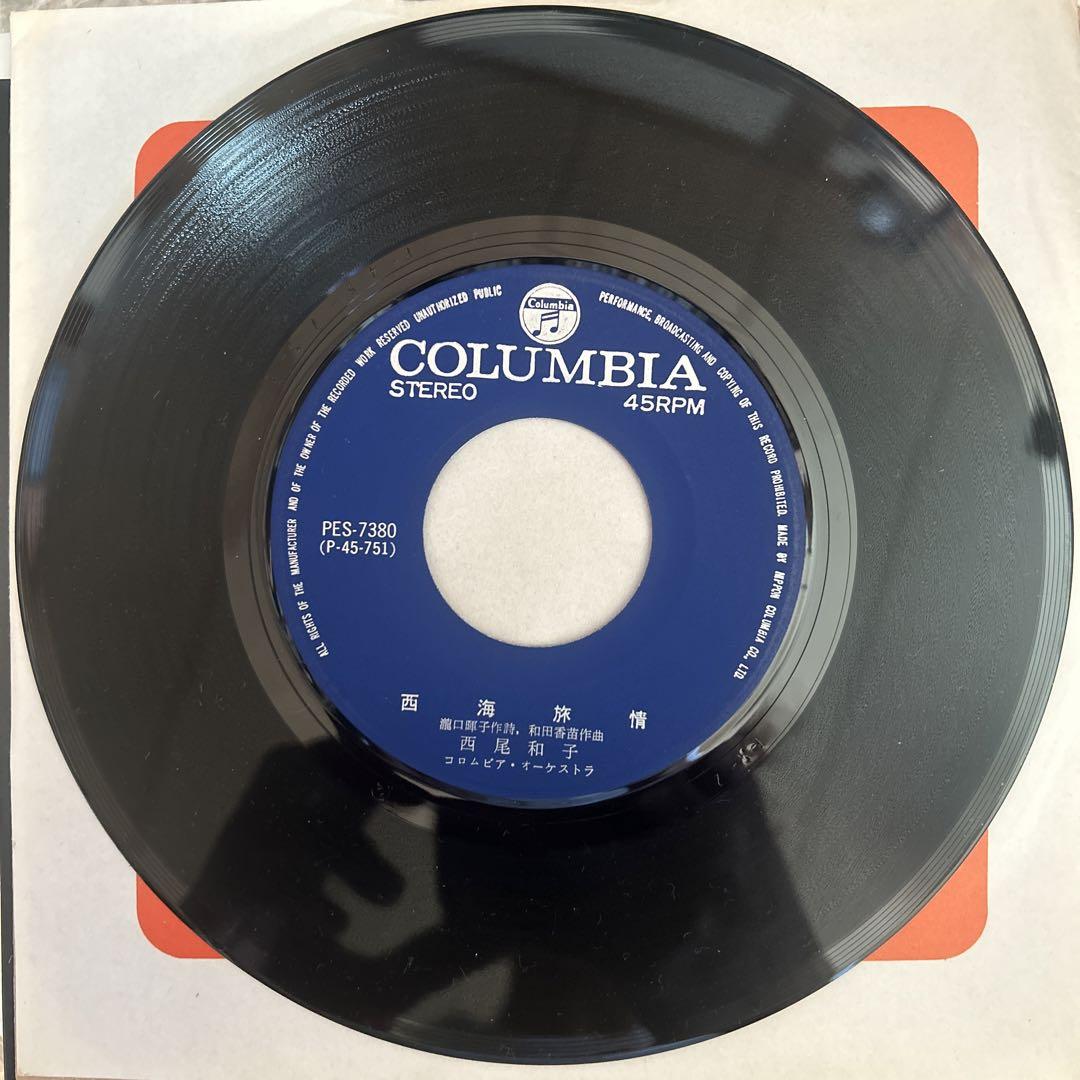 Columbia
COLUMBIA
STEREO
45RPM
ALL RIGHTS OF THE MANUFACTURER AND OF THE OWNER OF THE RECORDED WORK RESERVED UNAUTHORIZED PUBLIC PERFORMANCE, BROADCASTING AND COPYING OF THIS RECORD PROHIBITED. MADE BY NIPPON COLUMBIA CO., LTD.
PES-7380
(P-45-751)
西海旅情
瀧口暉子作詩, 和田香苗作曲
西尾和子
コロムビア・オーケストラ